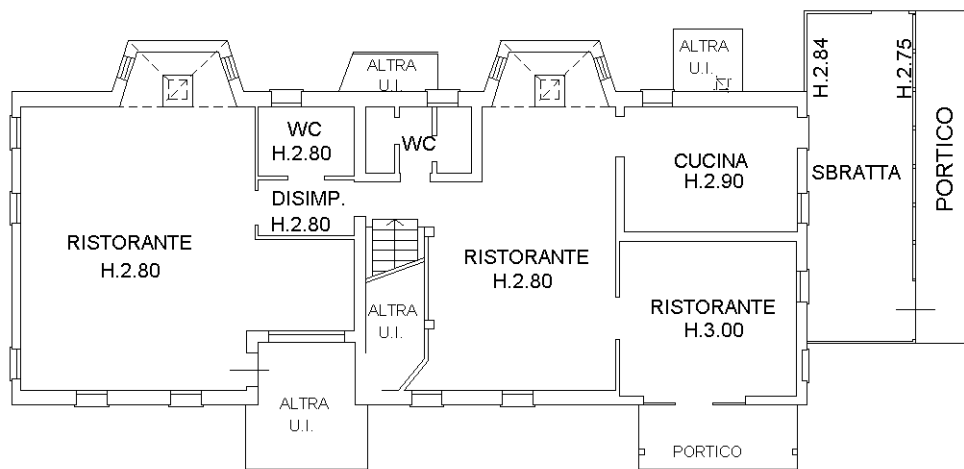 ALTRA
U.I.
ALTRA
U.I.
H.2.84
H.2.75
WC
H.2.80
WC
CUCINA
H.2.90
SBRATTA
PORTICO
DISIMP.
H.2.80
RISTORANTE
H.2.80
RISTORANTE
H.2.80
ALTRA
U.I.
RISTORANTE
H.3.00
ALTRA
U.I.
PORTICO